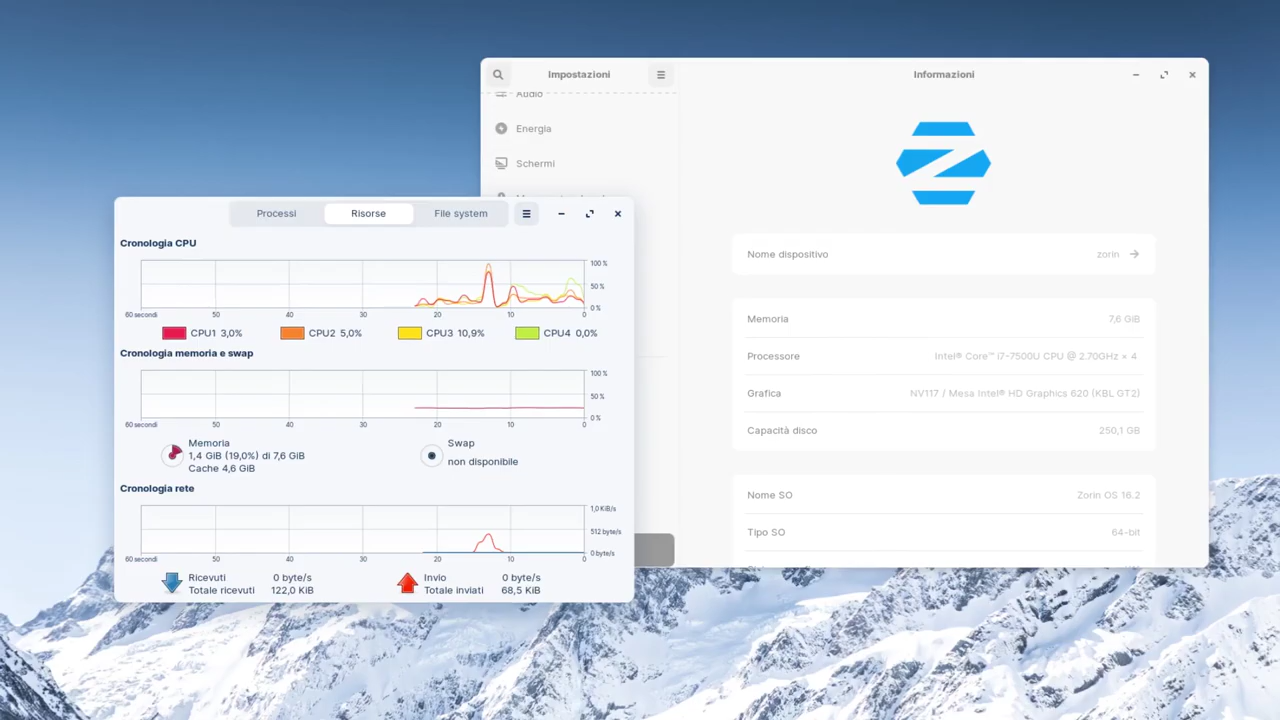 Impostazioni
Informazioni
Audio
Energia
Schermi
Nome dispositivo zorin
Memoria 7,6 GiB
Processore Intel® Core™ i7-7500U CPU @ 2.70GHz × 4
Grafica NV117 / Mesa Intel® HD Graphics 620 (KBL GT2)
Capacità disco 250,1 GB
Nome SO Zorin OS 16.2
Tipo SO 64-bit
Processi Risorse File system
Cronologia CPU
100 %
50 %
0 %
60 secondi 50 40 30 20 10 0
CPU1 3,0% CPU2 5,0% CPU3 10,9% CPU4 0,0%
Cronologia memoria e swap
100 %
50 %
0 %
60 secondi 50 40 30 20 10 0
Memoria
1,4 GiB (19,0%) di 7,6 GiB
Cache 4,6 GiB
Swap
non disponibile
Cronologia rete
1,0 KiB/s
512 byte/s
0 byte/s
60 secondi 50 40 30 20 10 0
Ricevuti 0 byte/s
Totale ricevuti 122,0 KiB
Invio 0 byte/s
Totale inviati 68,5 KiB